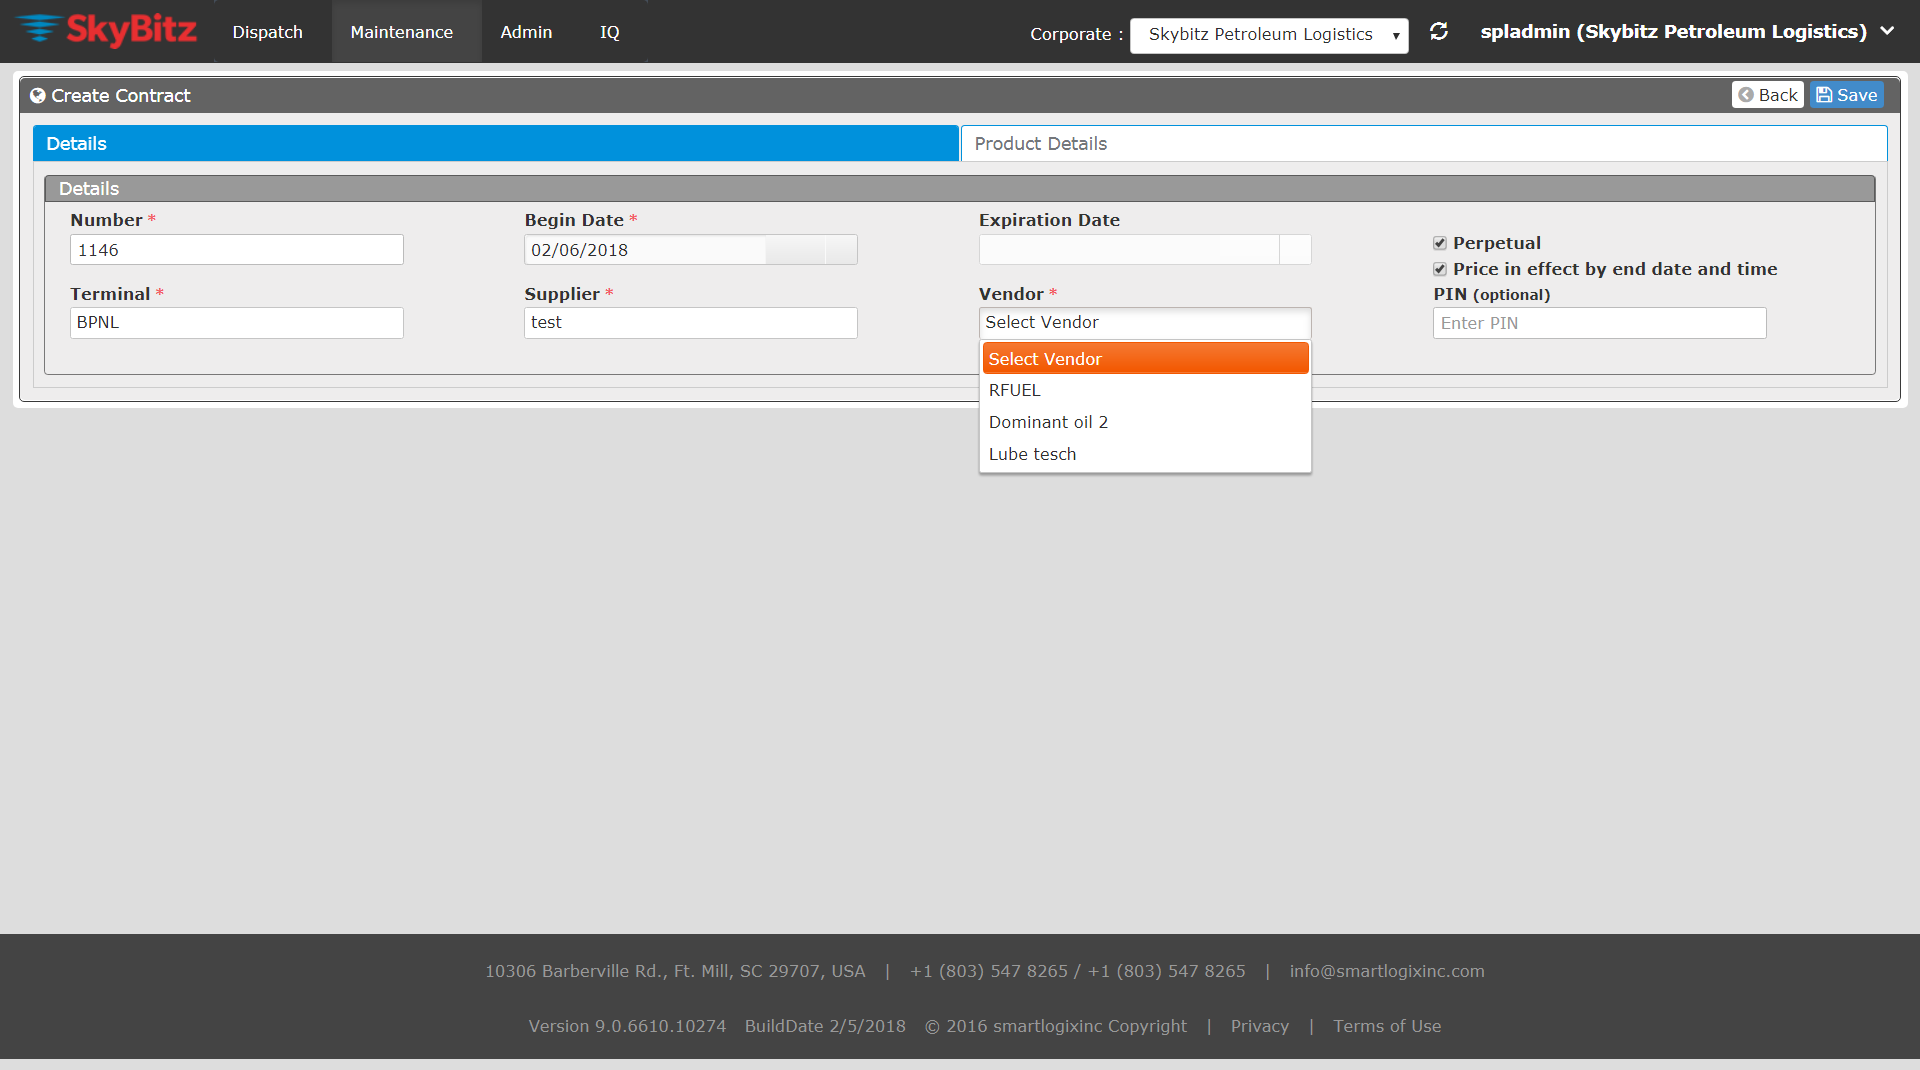 SkyBitz Dispatch Maintenance Admin IQ Corporate : Skybitz Petroleum Logistics spladmin (Skybitz Petroleum Logistics)
Create Contract Back Save
Details Product Details
Details
Number * Begin Date * Expiration Date
1146 02/06/2018 Perpetual
Price in effect by end date and time
Terminal * Supplier * Vendor * PIN (optional)
BPNL test Select Vendor Enter PIN
Select Vendor
RFUEL
Dominant oil 2
Lube tesch
10306 Barberville Rd., Ft. Mill, SC 29707, USA | +1 (803) 547 8265 / +1 (803) 547 8265 | info@smartlogixinc.com
Version 9.0.6610.10274 BuildDate 2/5/2018 © 2016 smartlogixinc Copyright | Privacy | Terms of Use